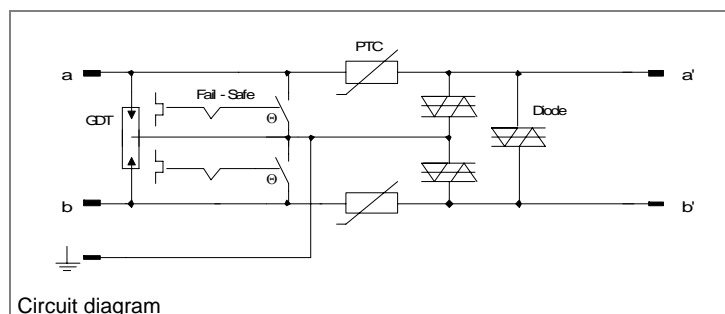 PTC
a
a'
Fail - Safe
Θ
GDT
Diode
Θ
b
b'
Circuit diagram